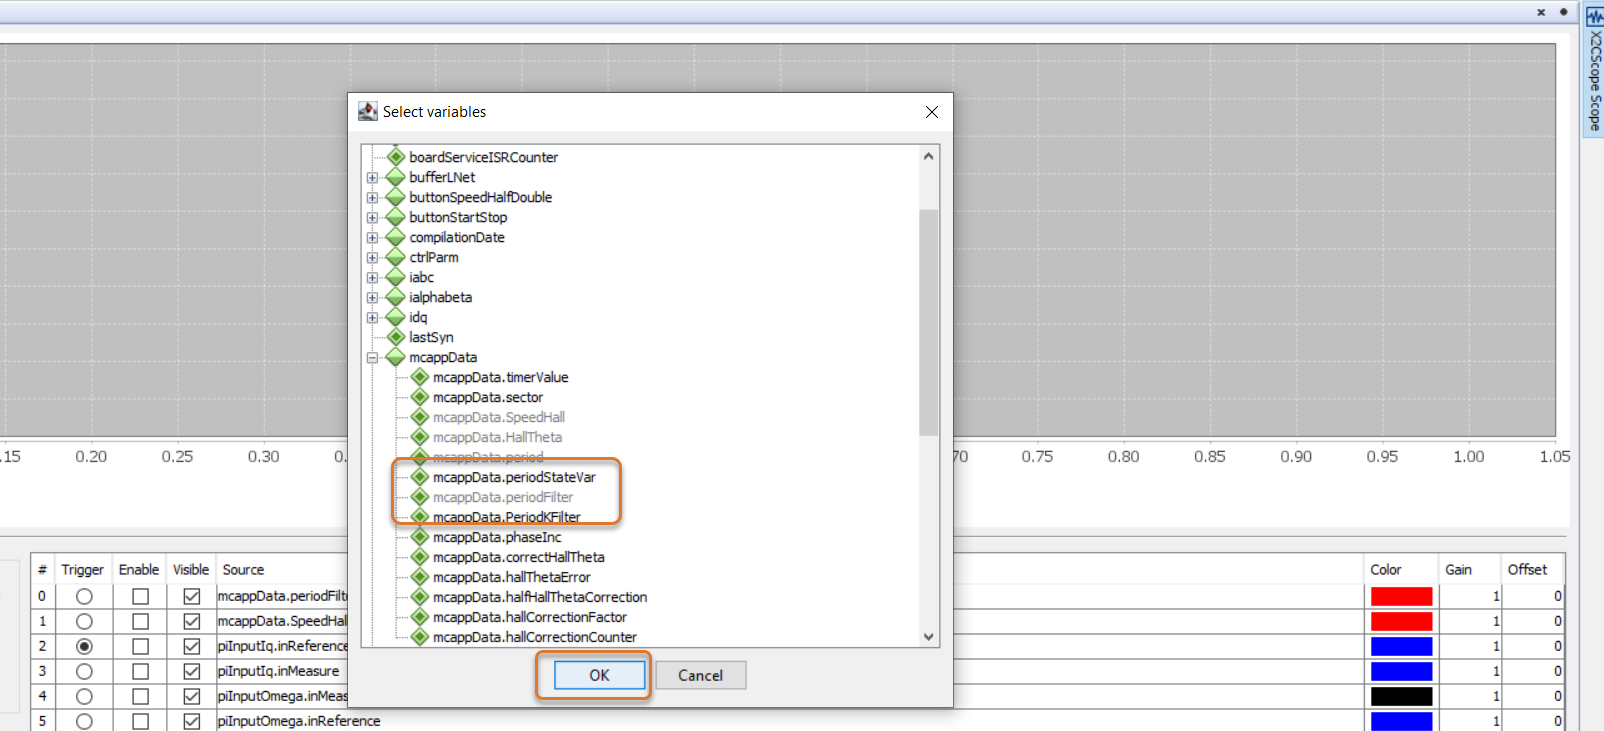 X2CScope Scope
Select variables
boardServiceISRCounter
bufferLNet
buttonSpeedHalfDouble
buttonStartStop
compilationDate
ctrlParm
iabc
ialphabeta
idq
lastSyn
mcappData
mcappData.timerValue
mcappData.sector
mcappData.SpeedHall
mcappData.HallTheta
mcappData.period
mcappData.periodStateVar
mcappData.periodFilter
mcappData.PeriodKFilter
mcappData.phaseInc
mcappData.correctHallTheta
mcappData.hallThetaError
mcappData.halfHallThetaCorrection
mcappData.hallCorrectionFactor
mcappData.hallCorrectionCounter
OK Cancel
.15 0.20 0.25 0.30 0. 70 0.75 0.80 0.85 0.90 0.95 1.00 1.05
# Trigger Enable Visible Source Color Gain Offset
0 mcappData.periodFilt 1 0
1 mcappData.SpeedHal 1 0
2 piInputIq.inReference 1 0
3 piInputIq.inMeasure 1 0
4 piInputOmega.inMeas 1 0
5 piInputOmega.inReference 1 0